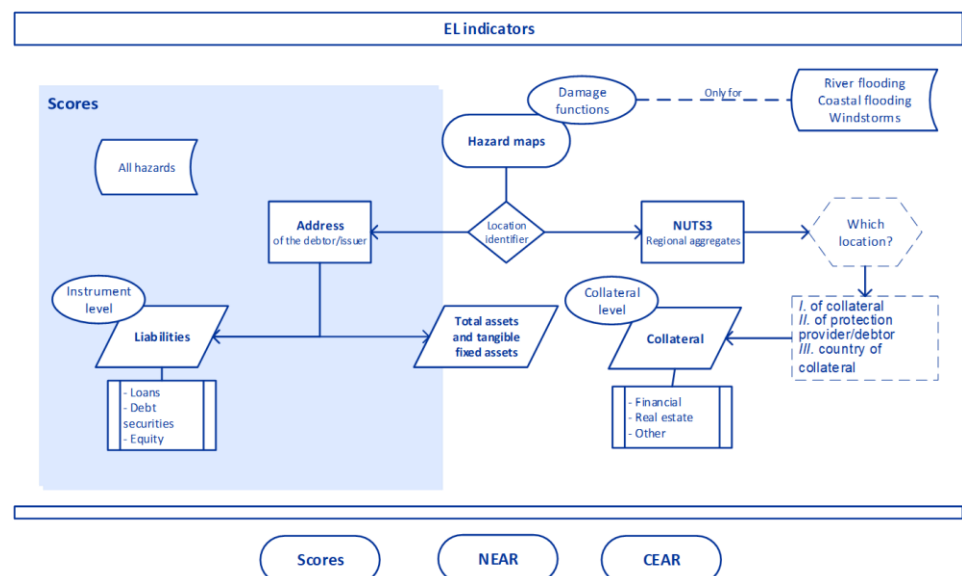 EL indicators
Scores
All hazards
Damage
functions
Only for
River flooding
Coastal flooding
Windstorms
Hazard maps
Address
of the debtor/issuer
Location
identifier
NUTS3
Regional aggregates
Which
location?
Instrument
level
Liabilities
Total assets
and tangible
fixed assets
Collateral
level
Collateral
I. of collateral
II. of protection
provider/debtor
III. country of
collateral
- Loans
- Debt
securities
- Equity
- Financial
- Real estate
- Other
Scores
NEAR
CEAR